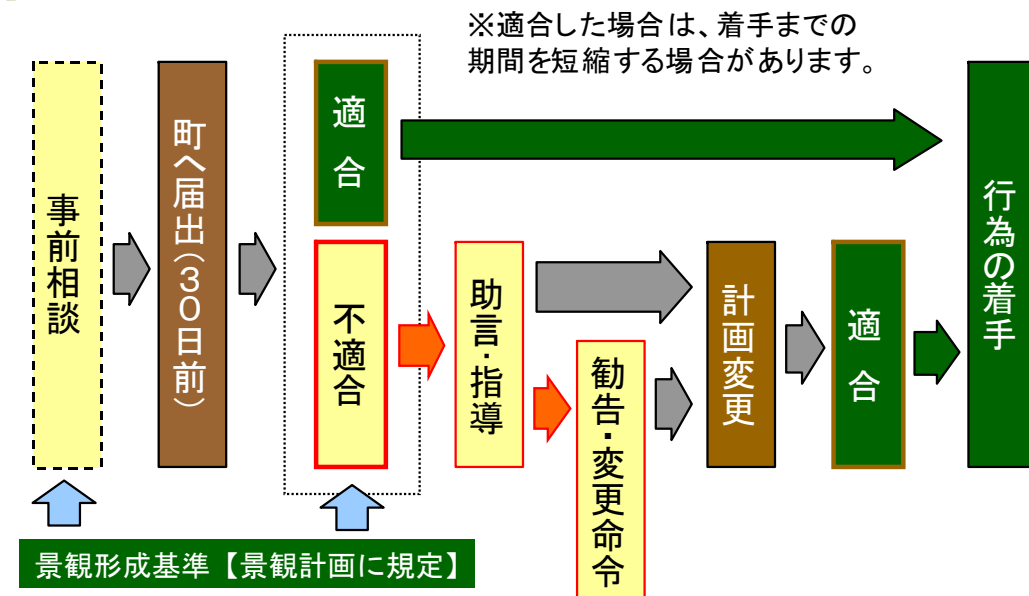 ※適合した場合は、着手までの
期間を短縮する場合があります。
事前相談
町へ届出(30日前)
適合
不適合
助言・指導
勧告・変更命令
計画変更
適合
行為の着手
景観形成基準【景観計画に規定】